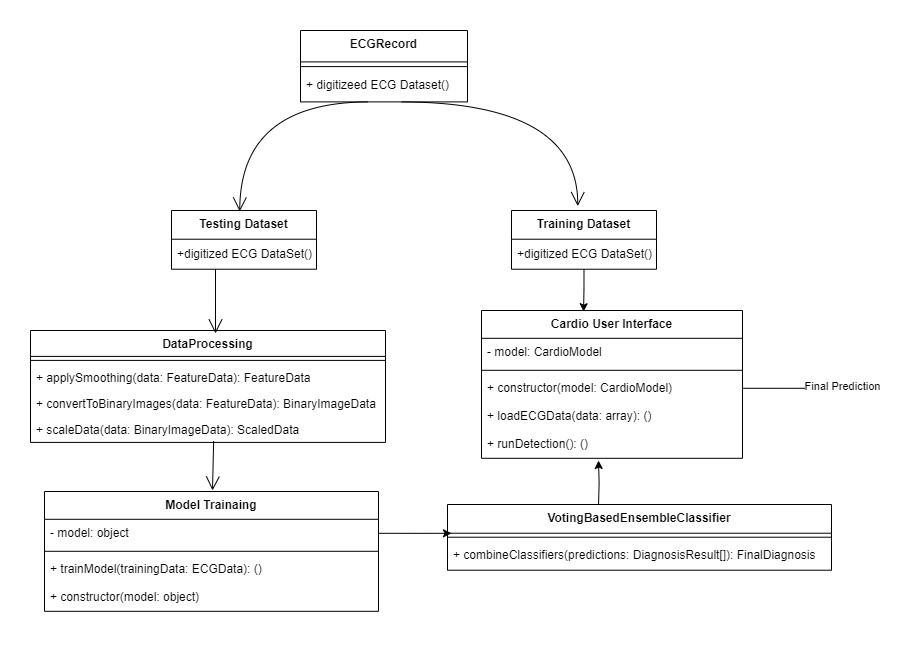 ECGRecord
+ digitizeed ECG Dataset()
Testing Dataset
+digitized ECG DataSet()
Training Dataset
+digitized ECG DataSet()
DataProcessing
+ applySmoothing(data: FeatureData): FeatureData
+ convertToBinaryImages(data: FeatureData): BinaryImageData
+ scaleData(data: BinaryImageData): ScaledData
Cardio User Interface
- model: CardioModel
+ constructor(model: CardioModel)
+ loadECGData(data: array): ()
+ runDetection(): ()
Final Prediction
Model Trainaing
- model: object
+ trainModel(trainingData: ECGData): ()
+ constructor(model: object)
VotingBasedEnsembleClassifier
+ combineClassifiers(predictions: DiagnosisResult[]): FinalDiagnosis